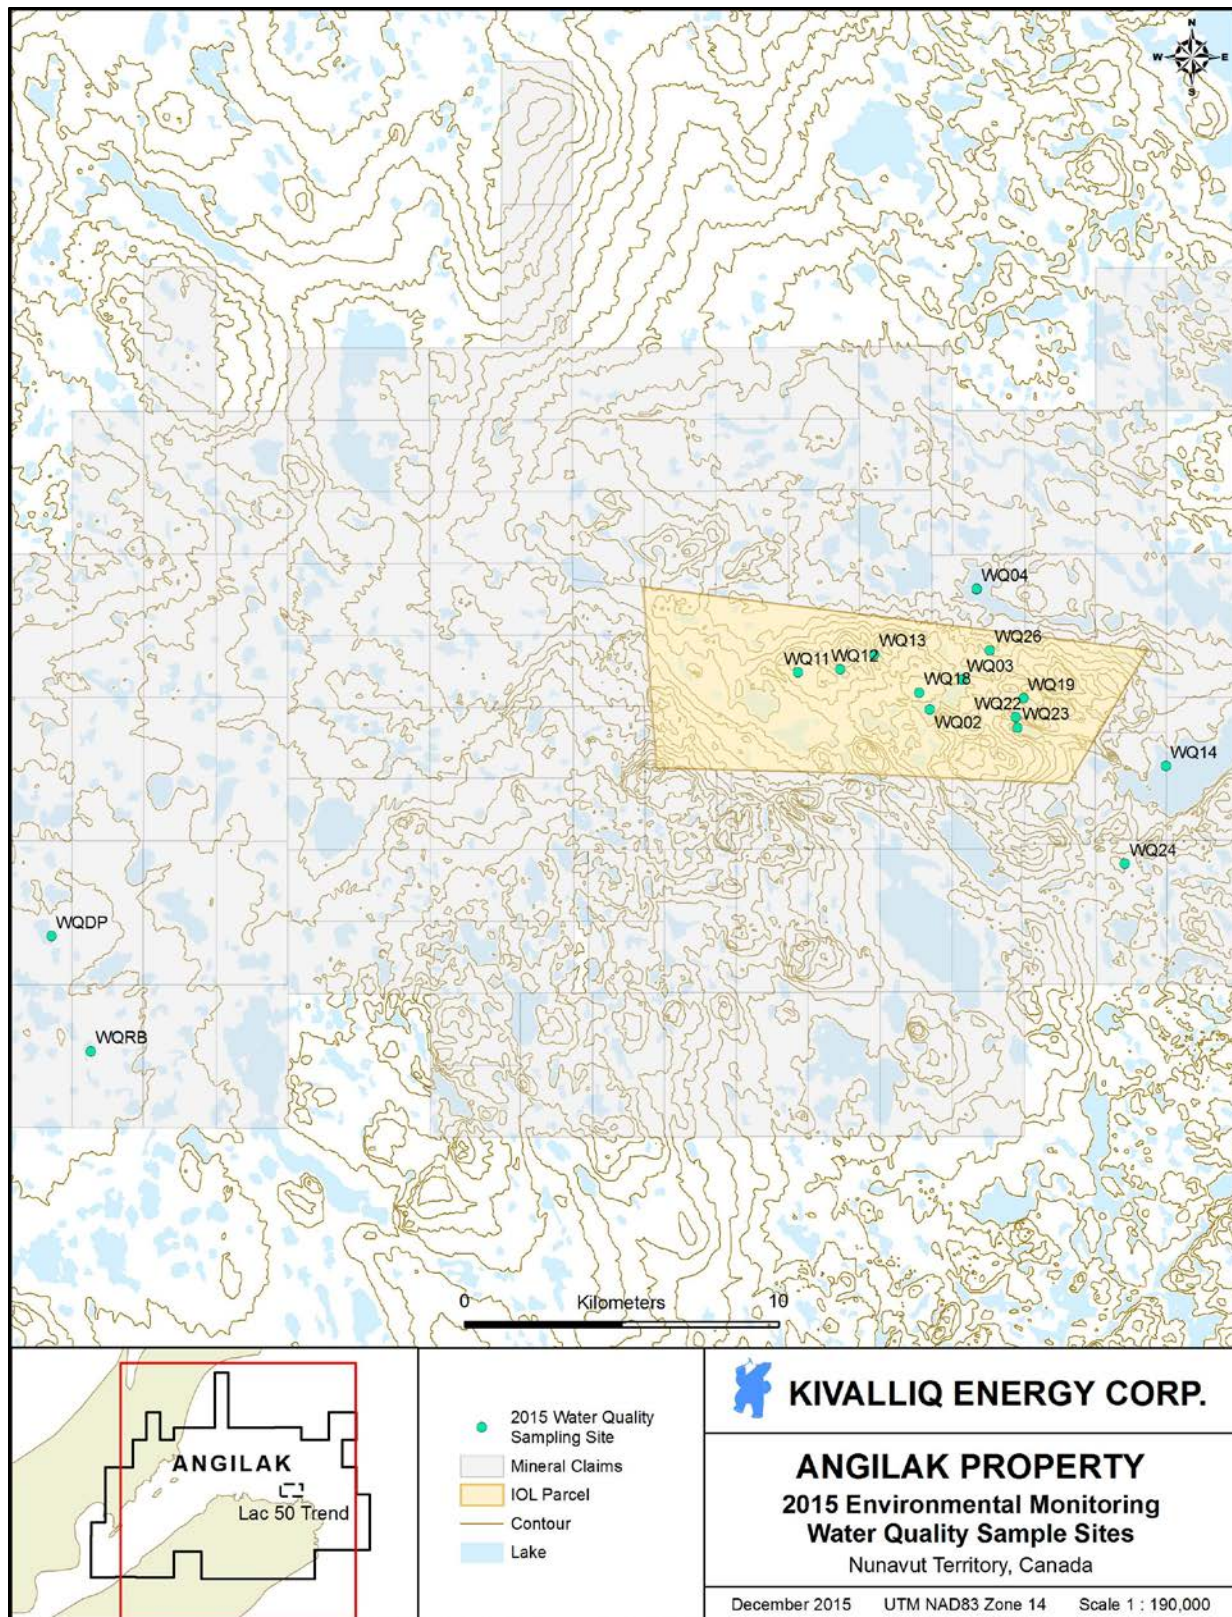 N
W E
S
WQ04
WQ26
WQ13
WQ12
WQ11
WQ03
WQ18
WQ19
WQ22
WQ23
WQ02
WQ14
WQ24
WQDP
WQRB
0 Kilometers 10
ANGILAK
Lac 50 Trend
2015 Water Quality
Sampling Site
Mineral Claims
IOL Parcel
Contour
Lake
KIVALLIQ ENERGY CORP.
ANGILAK PROPERTY
2015 Environmental Monitoring
Water Quality Sample Sites
Nunavut Territory, Canada
December 2015 UTM NAD83 Zone 14 Scale 1 : 190,000